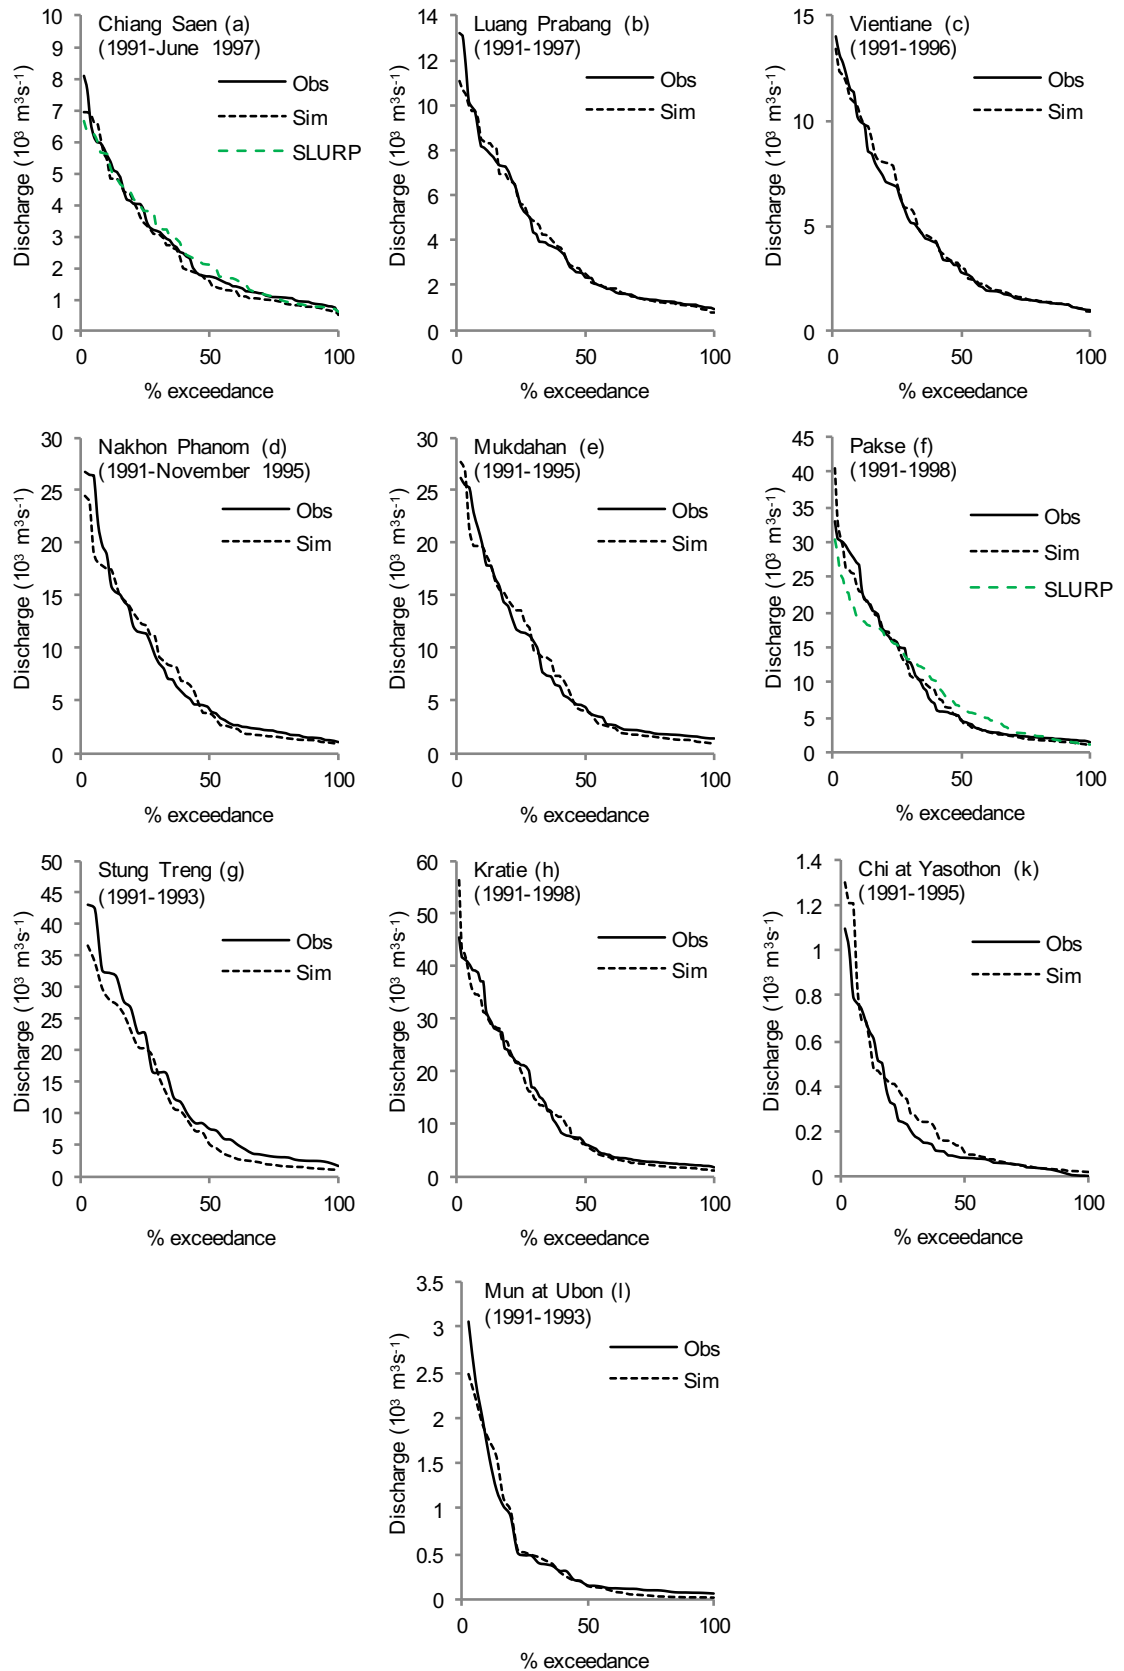 Chiang Saen (a)
(1991-June 1997)
Discharge (10³ m³s⁻¹)
10
9
8
7
6
5
4
3
2
1
0
Obs
Sim
SLURP
0 50 100
% exceedance
Luang Prabang (b)
(1991-1997)
Discharge (10³ m³s⁻¹)
14
12
10
8
6
4
2
0
Obs
Sim
0 50 100
% exceedance
Vientiane (c)
(1991-1996)
Discharge (10³ m³s⁻¹)
15
10
5
0
Obs
Sim
0 50 100
% exceedance
Nakhon Phanom (d)
(1991-November 1995)
Discharge (10³ m³s⁻¹)
30
25
20
15
10
5
0
Obs
Sim
0 50 100
% exceedance
Mukdahan (e)
(1991-1995)
Discharge (10³ m³s⁻¹)
30
25
20
15
10
5
0
Obs
Sim
0 50 100
% exceedance
Pakse (f)
(1991-1998)
Discharge (10³ m³s⁻¹)
45
40
35
30
25
20
15
10
5
0
Obs
Sim
SLURP
0 50 100
% exceedance
Stung Treng (g)
(1991-1993)
Discharge (10³ m³s⁻¹)
50
45
40
35
30
25
20
15
10
5
0
Obs
Sim
0 50 100
% exceedance
Kratie (h)
(1991-1998)
Discharge (10³ m³s⁻¹)
60
50
40
30
20
10
0
Obs
Sim
0 50 100
% exceedance
Chi at Yasothon (k)
(1991-1995)
Discharge (10³ m³s⁻¹)
1.4
1.2
1
0.8
0.6
0.4
0.2
0
Obs
Sim
0 50 100
% exceedance
Mun at Ubon (l)
(1991-1993)
Discharge (10³ m³s⁻¹)
3.5
3
2.5
2
1.5
1
0.5
0
Obs
Sim
0 50 100
% exceedance